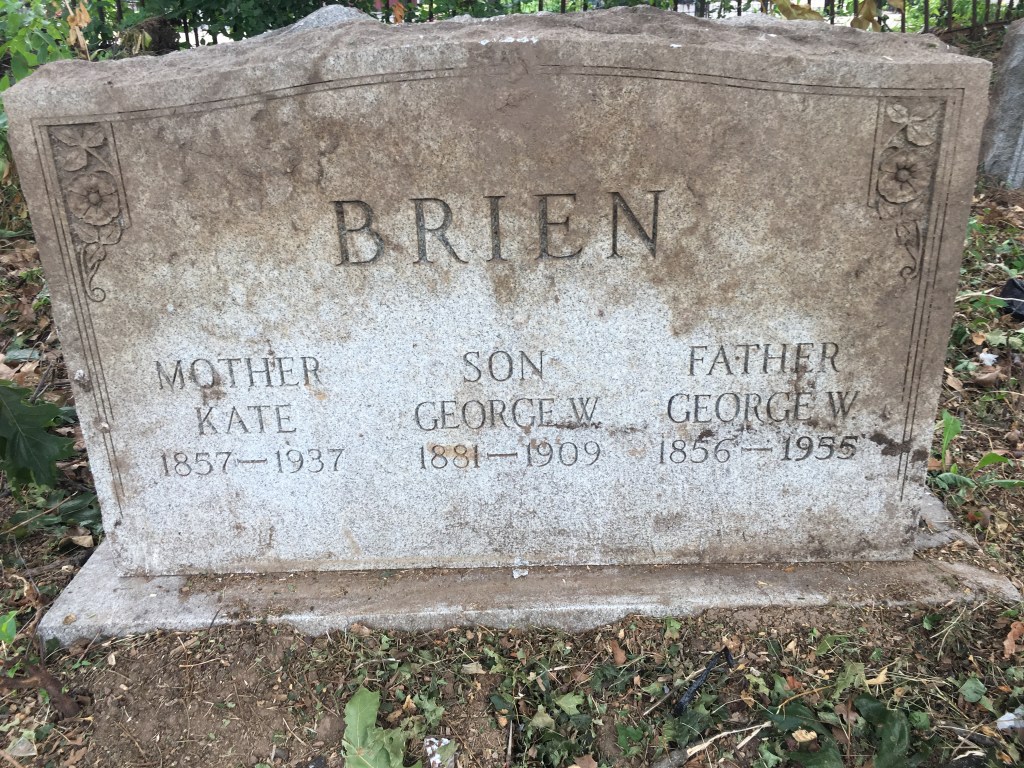 BRIEN
MOTHER
KATE
1857—1937
SON
GEORGE W.
1881—1909
FATHER
GEORGE W.
1856—1955